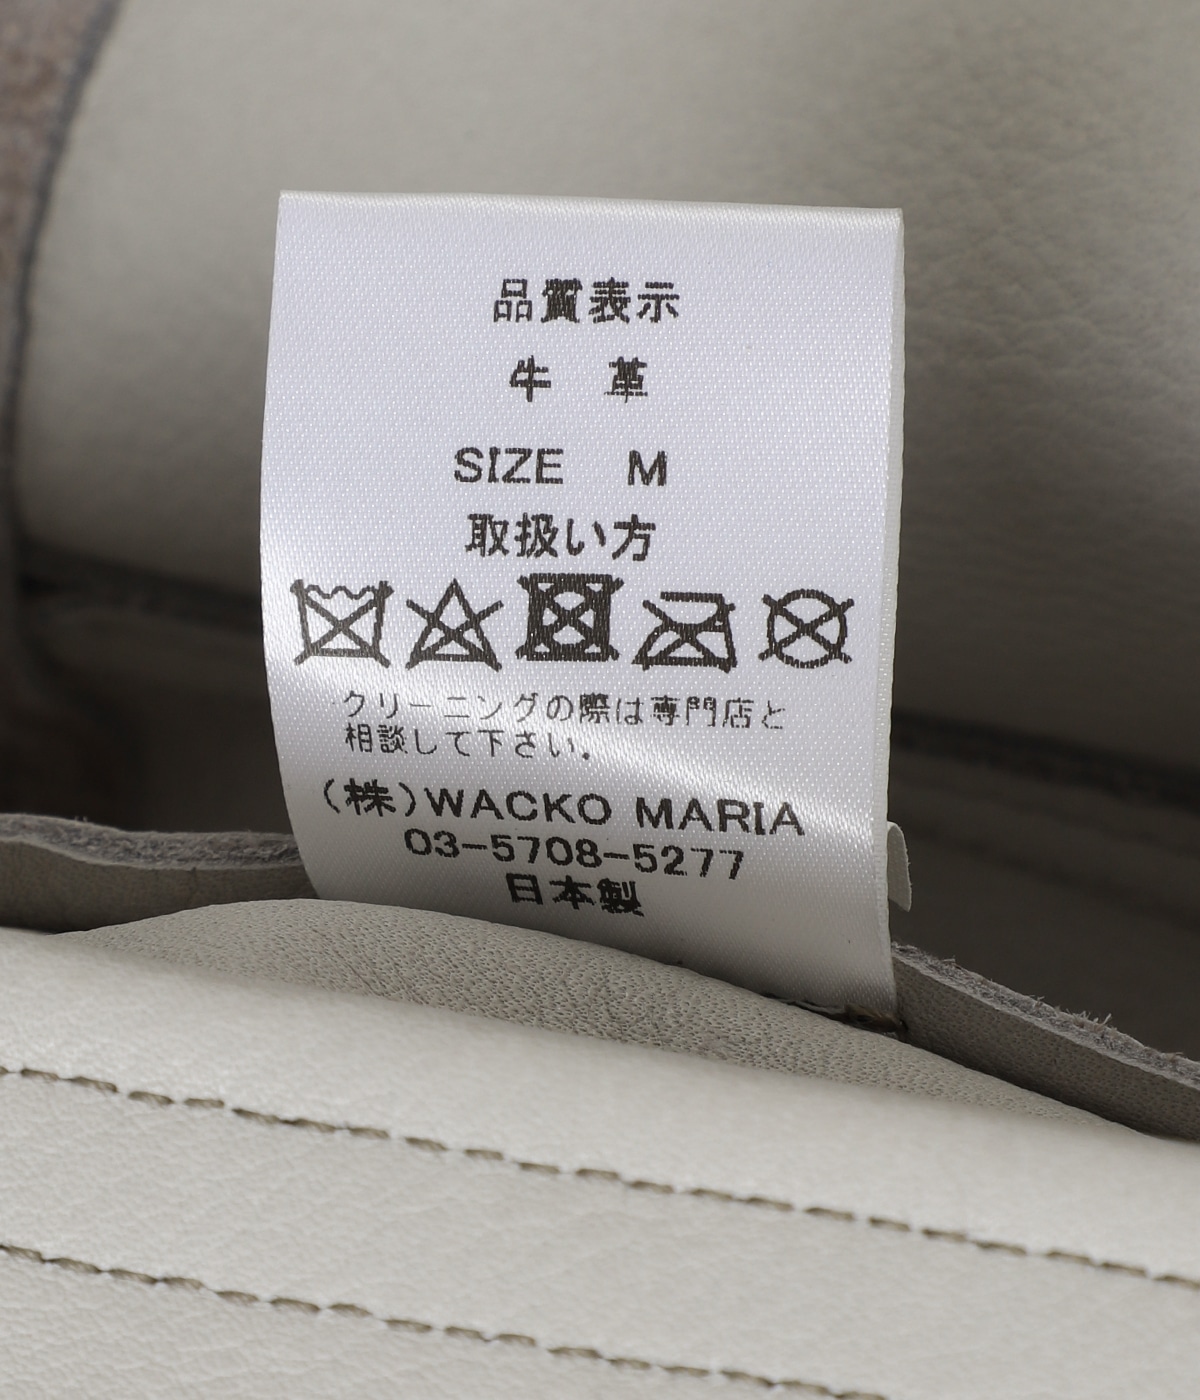 品質表示
牛 革
SIZE M
取扱い方
クリーニングの際は専門店と
相談して下さい。
(株)WACKO MARIA
03-5708-5277
日本製